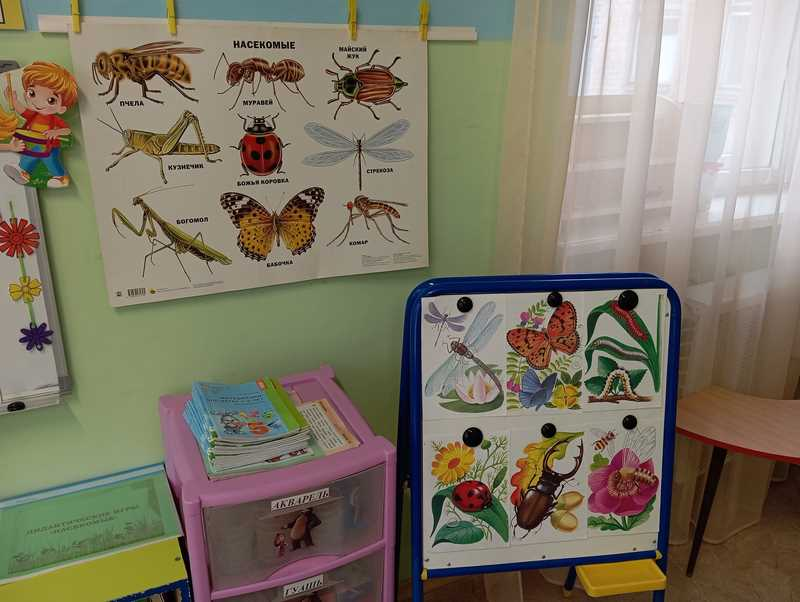 НАСЕКОМЫЕ
ПЧЕЛА
МУРАВЕЙ
МАЙСКИЙ
ЖУК
КУЗНЕЧИК
БОЖЬЯ КОРОВКА
СТРЕКОЗА
БОГОМОЛ
БАБОЧКА
КОМАР
АКВАРЕЛЬ
ГУАШЬ
ДИДАКТИЧЕСКИЕ ИГРЫ
"НАСЕКОМЫЕ"